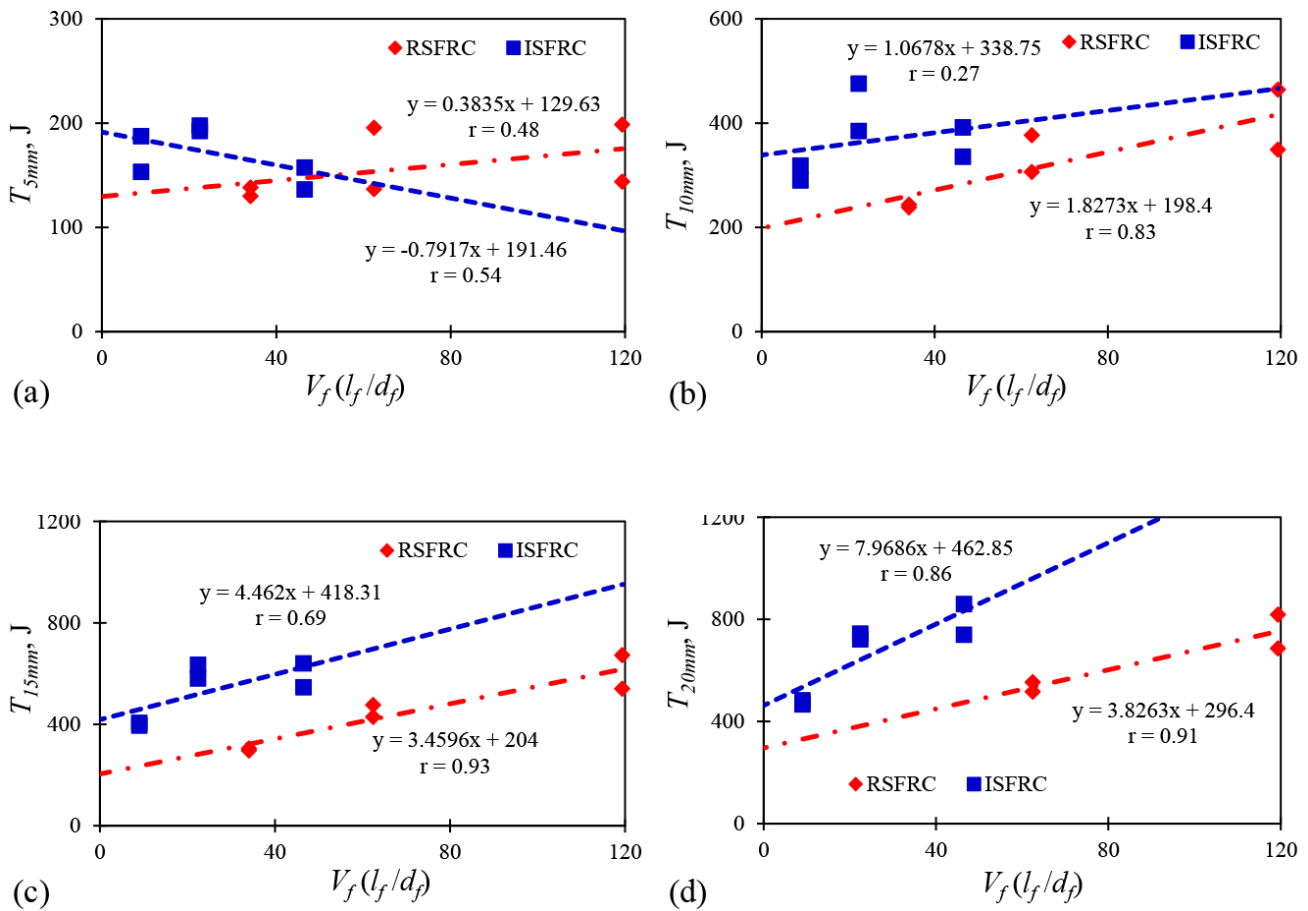 300
200
100
0
T5mm, J
RSFRC
ISFRC
y = 0.3835x + 129.63
r = 0.48
y = -0.7917x + 191.46
r = 0.54
0
40
80
120
Vf (lf /df)
(a)
600
400
200
0
T10mm, J
RSFRC
ISFRC
y = 1.0678x + 338.75
r = 0.27
y = 1.8273x + 198.4
r = 0.83
0
40
80
120
Vf (lf /df)
(b)
1200
800
400
0
T15mm, J
RSFRC
ISFRC
y = 4.462x + 418.31
r = 0.69
y = 3.4596x + 204
r = 0.93
0
40
80
120
Vf (lf /df)
(c)
1200
800
400
0
T20mm, J
y = 7.9686x + 462.85
r = 0.86
y = 3.8263x + 296.4
r = 0.91
RSFRC
ISFRC
0
40
80
120
Vf (lf /df)
(d)